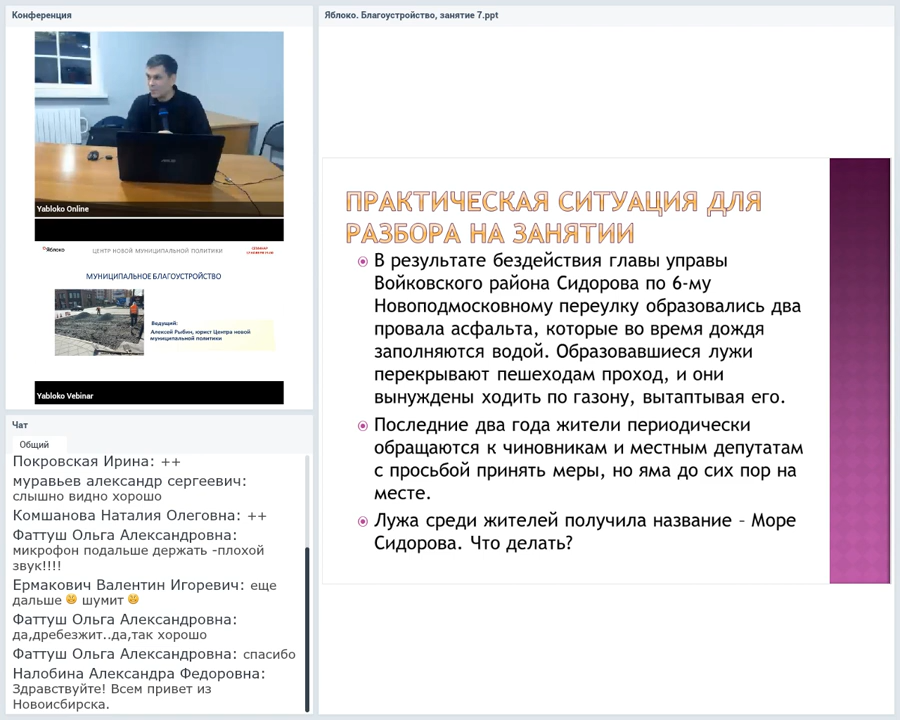 Конференция
Yabloko Online
Яблоко
ЦЕНТР НОВОЙ МУНИЦИПАЛЬНОЙ ПОЛИТИКИ
МУНИЦИПАЛЬНОЕ БЛАГОУСТРОЙСТВО
Ведущий:
Алексей Рыбин, юрист Центра новой
муниципальной политики
Yabloko Vebinar
Чат
Общий
Покровская Ирина: ++
муравьев александр сергеевич:
слышно видно хорошо
Комшанова Наталия Олеговна: ++
Фаттуш Ольга Александровна:
микрофон подальше держать -плохой
звук!!!!
Ермакович Валентин Игоревич: еще
дальше шумит
Фаттуш Ольга Александровна:
да,дребезжит..да,так хорошо
Фаттуш Ольга Александровна: спасибо
Налобина Александра Федоровна:
Здравствуйте! Всем привет из
Новоисбирска.
Яблоко. Благоустройство, занятие 7.ppt
ПРАКТИЧЕСКАЯ СИТУАЦИЯ ДЛЯ
РАЗБОРА НА ЗАНЯТИИ
В результате бездействия главы управы
Войковского района Сидорова по 6-му
Новоподмосковному переулку образовались два
провала асфальта, которые во время дождя
заполняются водой. Образовавшиеся лужи
перекрывают пешеходам проход, и они
вынуждены ходить по газону, вытаптывая его.
Последние два года жители периодически
обращаются к чиновникам и местным депутатам
с просьбой принять меры, но яма до сих пор на
месте.
Лужа среди жителей получила название – Море
Сидорова. Что делать?